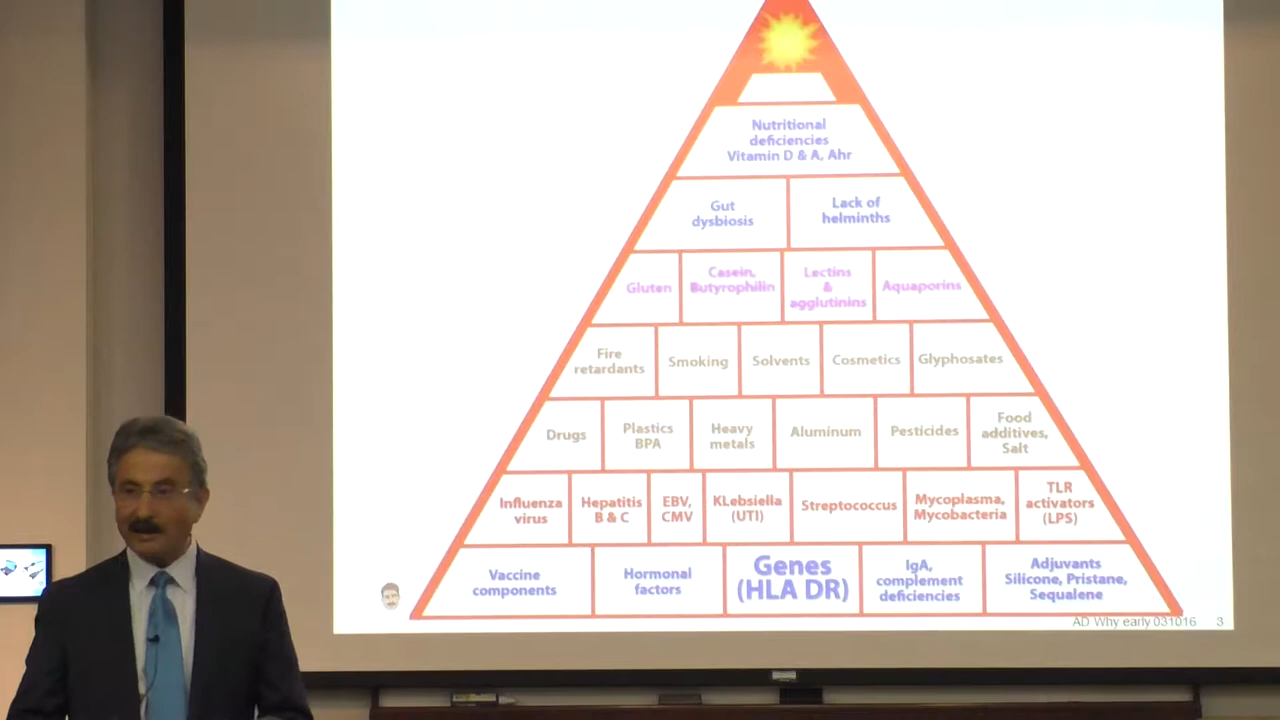 Nutritional
deficiencies
Vitamin D & A, Ahr
Gut
dysbiosis
Lack of
helminths
Gluten
Casein,
Butyrophilin
Lectins
&
agglutinins
Aquaporins
Fire
retardants
Smoking
Solvents
Cosmetics
Glyphosates
Drugs
Plastics
BPA
Heavy
metals
Aluminum
Pesticides
Food
additives,
Salt
Influenza
virus
Hepatitis
B & C
EBV,
CMV
KLebsiella
(UTI)
Streptococcus
Mycoplasma,
Mycobacteria
TLR
activators
(LPS)
Vaccine
components
Hormonal
factors
Genes
(HLA DR)
IgA,
complement
deficiencies
Adjuvants
Silicone, Pristane,
Sequalene
AD Why early 031016 3